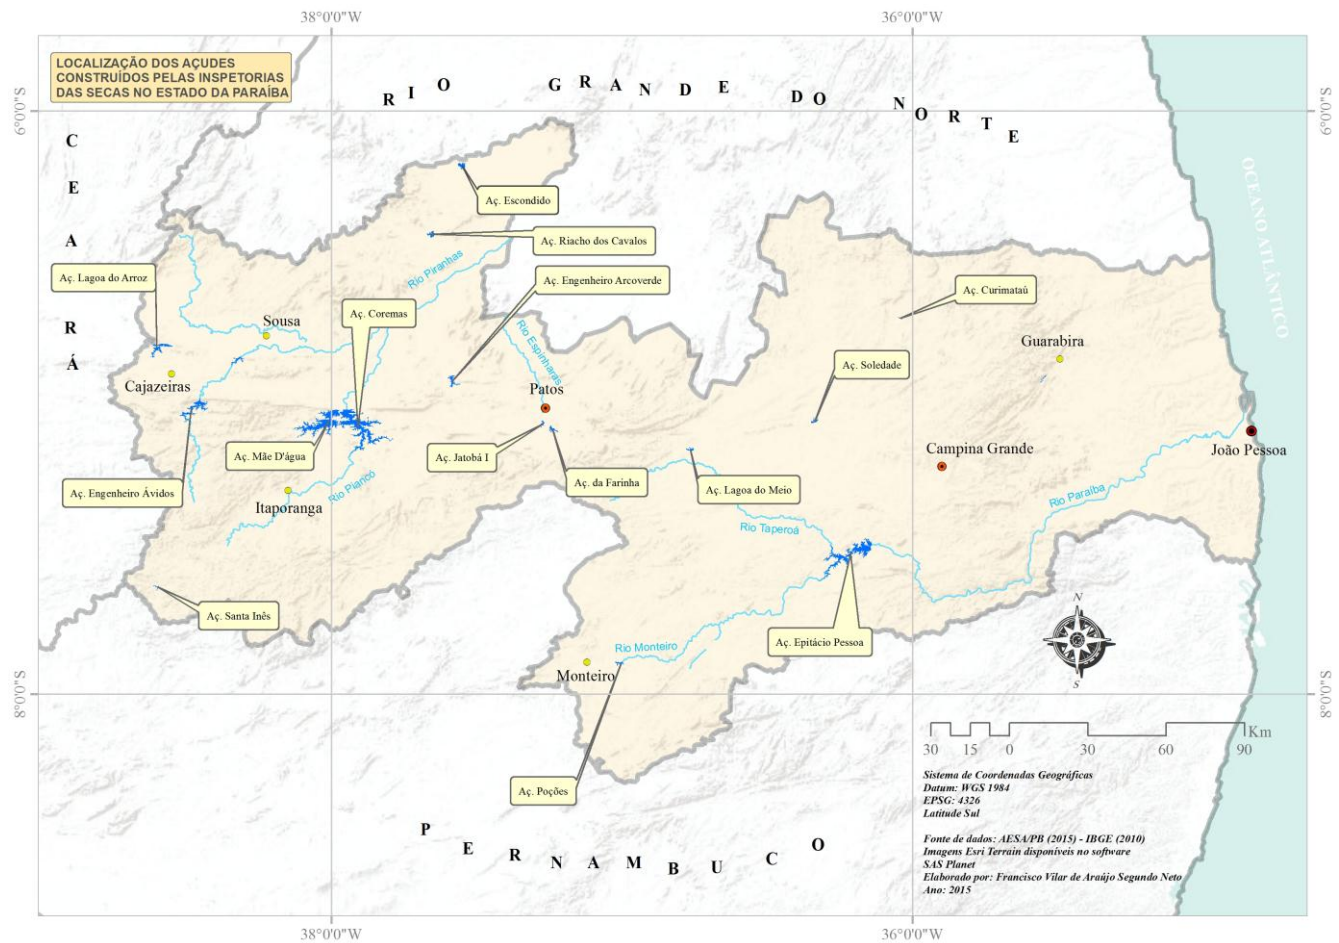 38°0'0"W
36°0'0"W
LOCALIZAÇÃO DOS AÇUDES
CONSTRUÍDOS PELAS INSPETORIAS
DAS SECAS NO ESTADO DA PARAÍBA
RIO GRANDE DO NORTE
6°0'0"S
6°0'0"S
CEARÁ
OCEANO ATLÂNTICO
Aç. Escondido
Aç. Riacho dos Cavalos
Aç. Lagoa do Arroz
Rio Piranhas
Aç. Engenheiro Arcoverde
Aç. Curimataú
Sousa
Aç. Coremas
Rio Espinharas
Guarabira
Aç. Soledade
Cajazeiras
Patos
Aç. Mãe D'água
Aç. Jatobá I
Campina Grande
João Pessoa
Aç. Engenheiro Ávidos
Rio Piancó
Aç. da Farinha
Aç. Lagoa do Meio
Rio Paraíba
Itaporanga
Rio Taperoá
Aç. Santa Inês
Rio Monteiro
Aç. Epitácio Pessoa
N
S
Monteiro
8°0'0"S
8°0'0"S
Aç. Poções
Km
30 15 0 30 60 90
Sistema de Coordenadas Geográficas
Datum: WGS 1984
EPSG: 4326
Latitude Sul
PERNAMBUCO
Fonte de dados: AESA/PB (2015) - IBGE (2010)
Imagens Esri Terrain disponíveis no software
SAS Planet
Elaborado por: Francisco Vilar de Araújo Segundo Neto
Ano: 2015
38°0'0"W
36°0'0"W